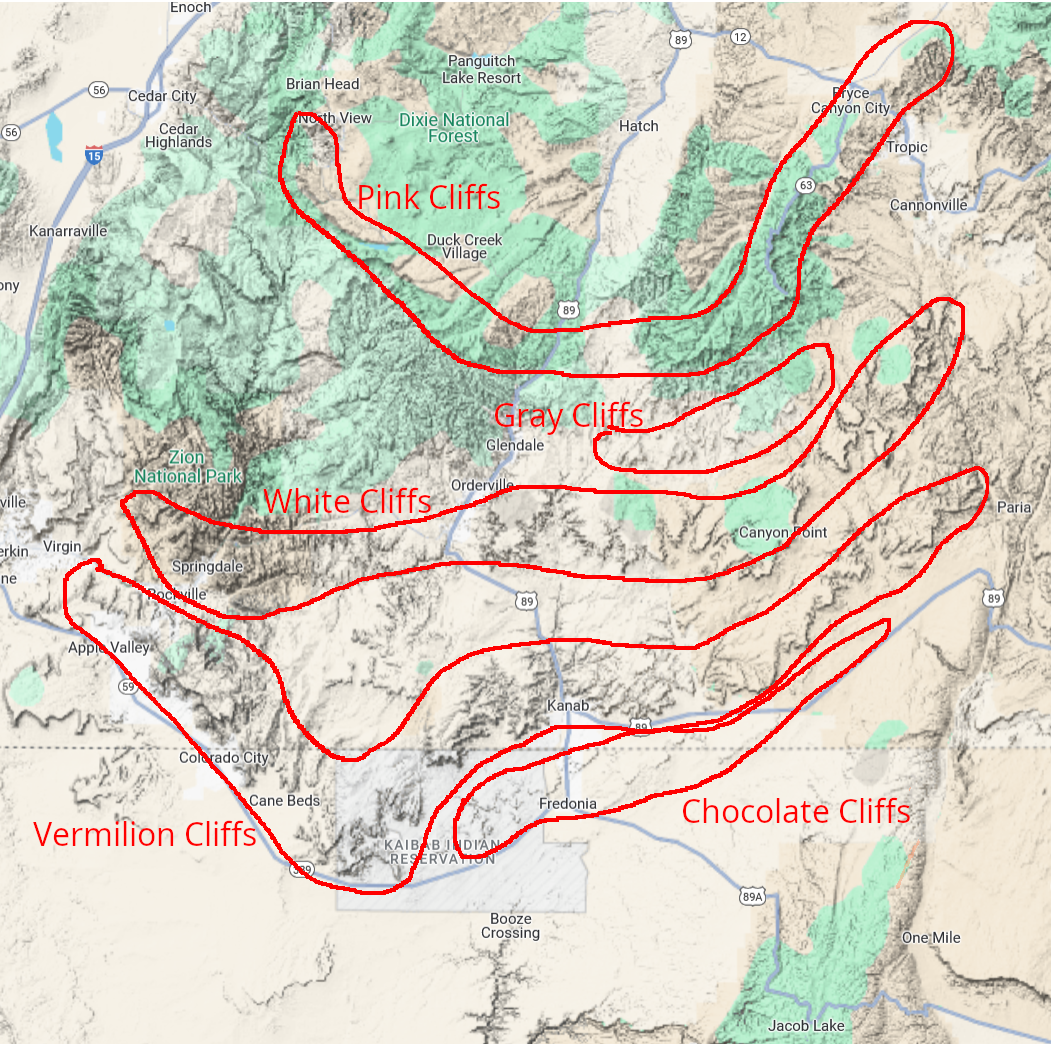 Enoch
89
12
Panguitch
Lake Resort
Brian Head
56
Cedar City
Bryce
Canyon City
North View
Dixie National
Forest
Hatch
56
Cedar
Highlands
15
Tropic
63
Pink Cliffs
Cannonville
Kanarraville
Duck Creek
Village
ony
89
Gray Cliffs
Glendale
Zion
National Park
Orderville
White Cliffs
ville
Paria
Canyon Point
Virgin
erkin
ne
Springdale
Rockville
89
89
Apple Valley
59
Kanab
89
Colorado City
Cane Beds
Fredonia
Chocolate Cliffs
Vermilion Cliffs
KAIBAB INDIAN
RESERVATION
389
89A
Booze
Crossing
One Mile
Jacob Lake